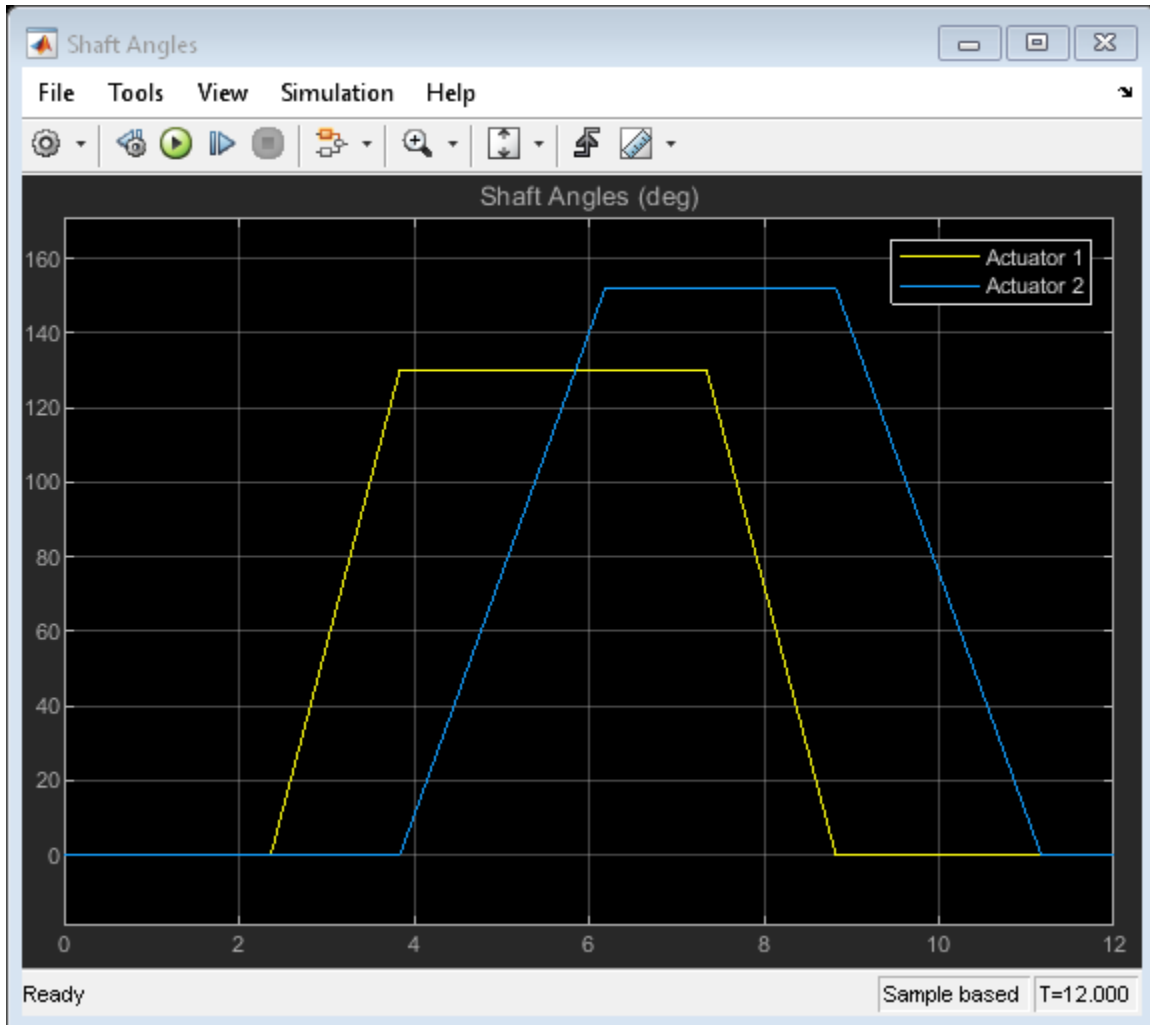 Shaft Angles
File Tools View Simulation Help
Shaft Angles (deg)
Actuator 1
Actuator 2
160
140
120
100
80
60
40
20
0
0 2 4 6 8 10 12
Ready Sample based T=12.000